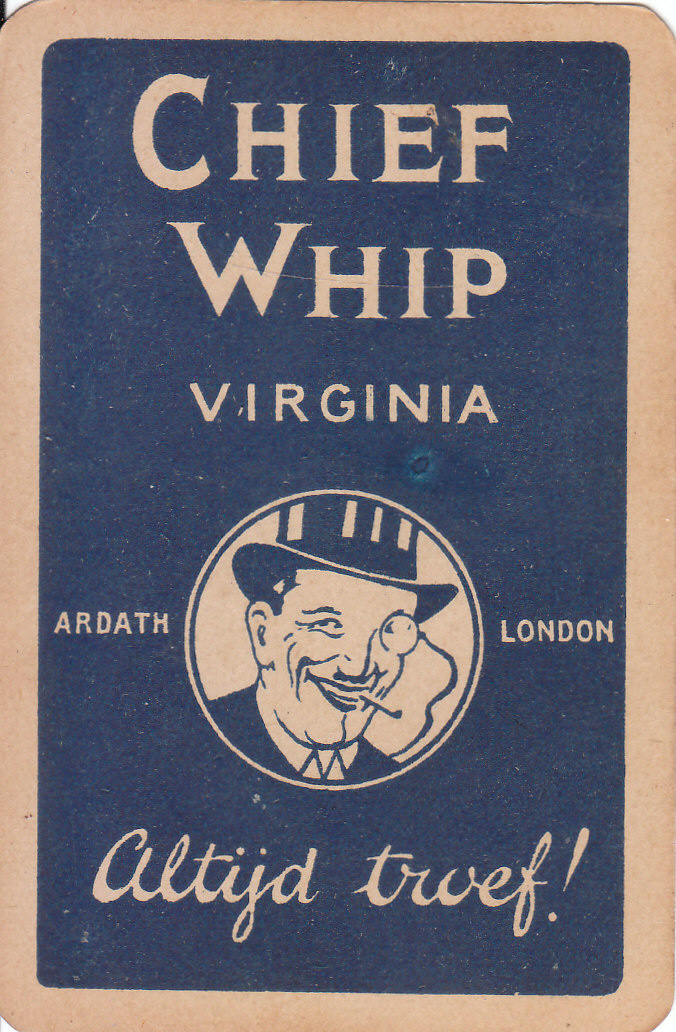 CHIEF
WHIP
VIRGINIA
ARDATH LONDON
Altijd troef!